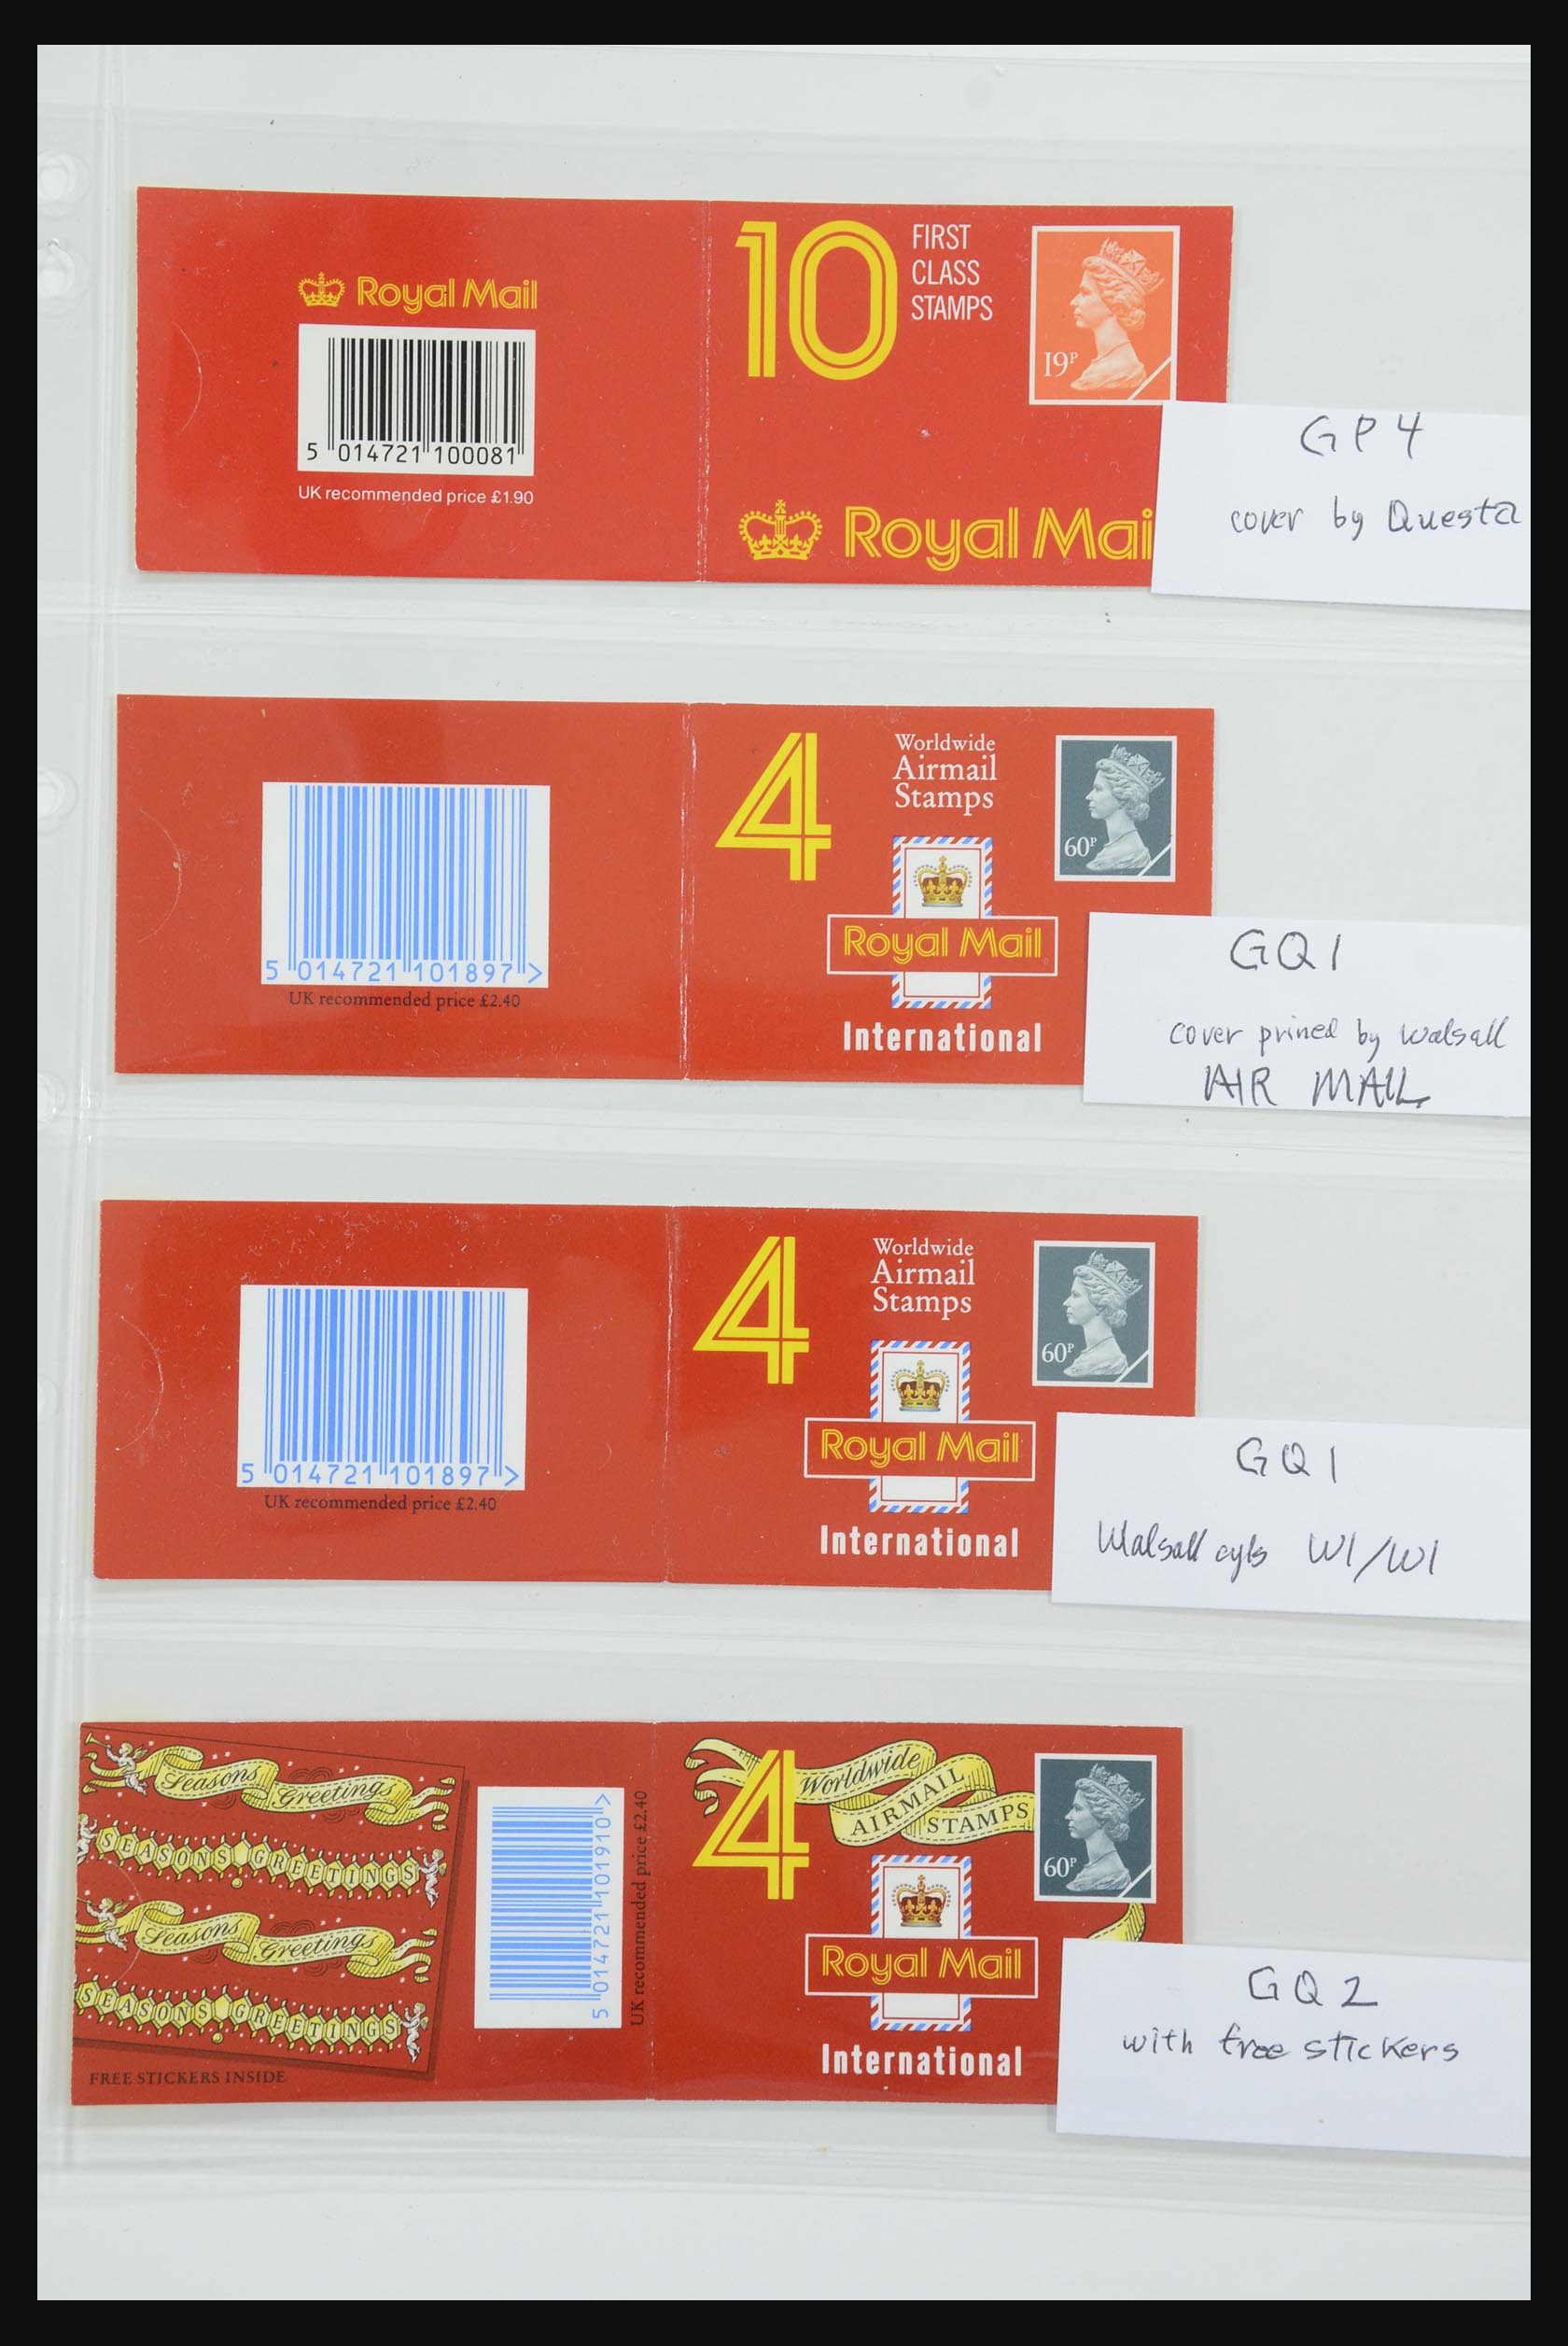 Royal Mail
5 014721 100081
UK recommended price £1.90
10
FIRST
CLASS
STAMPS
19P
Royal Mai
GP4
cover by Questa
5 014721 101897 >
UK recommended price £2.40
4
Worldwide
Airmail
Stamps
60P
Royal Mail
International
GQ1
cover prined by Walsall
AIR MAIL
5 014721 101897 >
UK recommended price £2.40
4
Worldwide
Airmail
Stamps
60P
Royal Mail
International
GQ1
Walsall cyls W1/W1
Seasons Greetings
SEASONS GREETINGS
Seasons Greetings
SEASONS GREETINGS
FREE STICKERS INSIDE
5 014721 101910 >
UK recommended price £2.40
4
Worldwide
AIRMAIL
STAMPS
60P
Royal Mail
International
GQ2
with free stickers